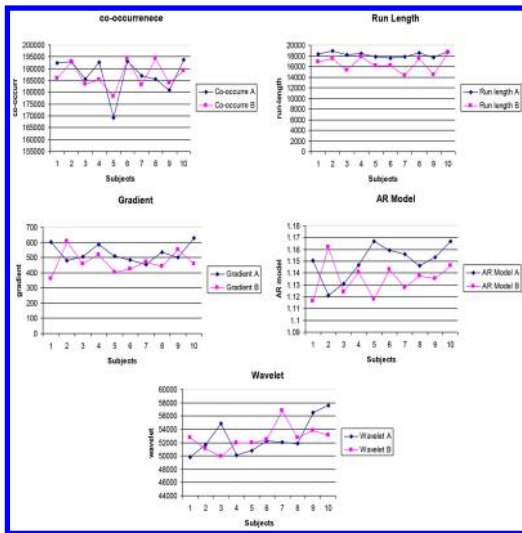 co-occurrenece
200000
195000
190000
185000
180000
175000
170000
165000
160000
155000
co-occurr
1 2 3 4 5 6 7 8 9 10
Subjects
Co-occurre A
Co-occurre B
Run Length
20000
18000
16000
14000
12000
10000
8000
6000
4000
2000
0
run-length
1 2 3 4 5 6 7 8 9 10
Subjects
Run length A
Run length B
Gradient
700
600
500
400
300
200
100
0
gradient
1 2 3 4 5 6 7 8 9 10
Subjects
Gradient A
Gradient B
AR Model
1.18
1.17
1.16
1.15
1.14
1.13
1.12
1.11
1.1
1.09
AR model
1 2 3 4 5 6 7 8 9 10
Subjects
AR Model A
AR Model B
Wavelet
60000
58000
56000
54000
52000
50000
48000
46000
44000
wavelet
1 2 3 4 5 6 7 8 9 10
Subjects
Wavelet A
Wavelet B